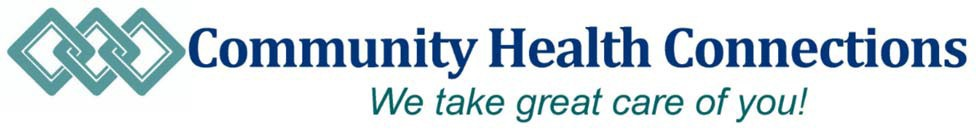 Community Health Connections
We take great care of you!